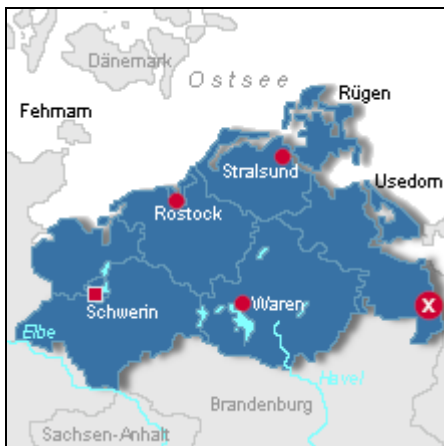 Dänemark
Ostsee
Rügen
Fehmarn
Stralsund
Usedom
Rostock
X
Schwerin
Waren
Elbe
Havel
Brandenburg
Sachsen-Anhalt